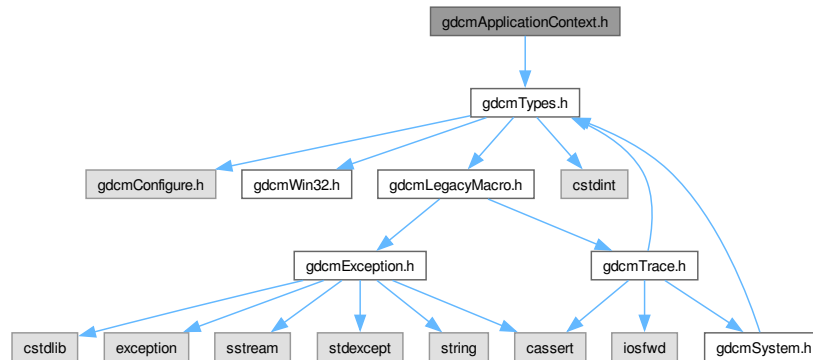 gdcmApplicationContext.h
gdcmTypes.h
gdcmConfigure.h
gdcmWin32.h
gdcmLegacyMacro.h
cstdint
gdcmException.h
gdcmTrace.h
cstdlib
exception
sstream
stdexcept
string
cassert
iosfwd
gdcmSystem.h